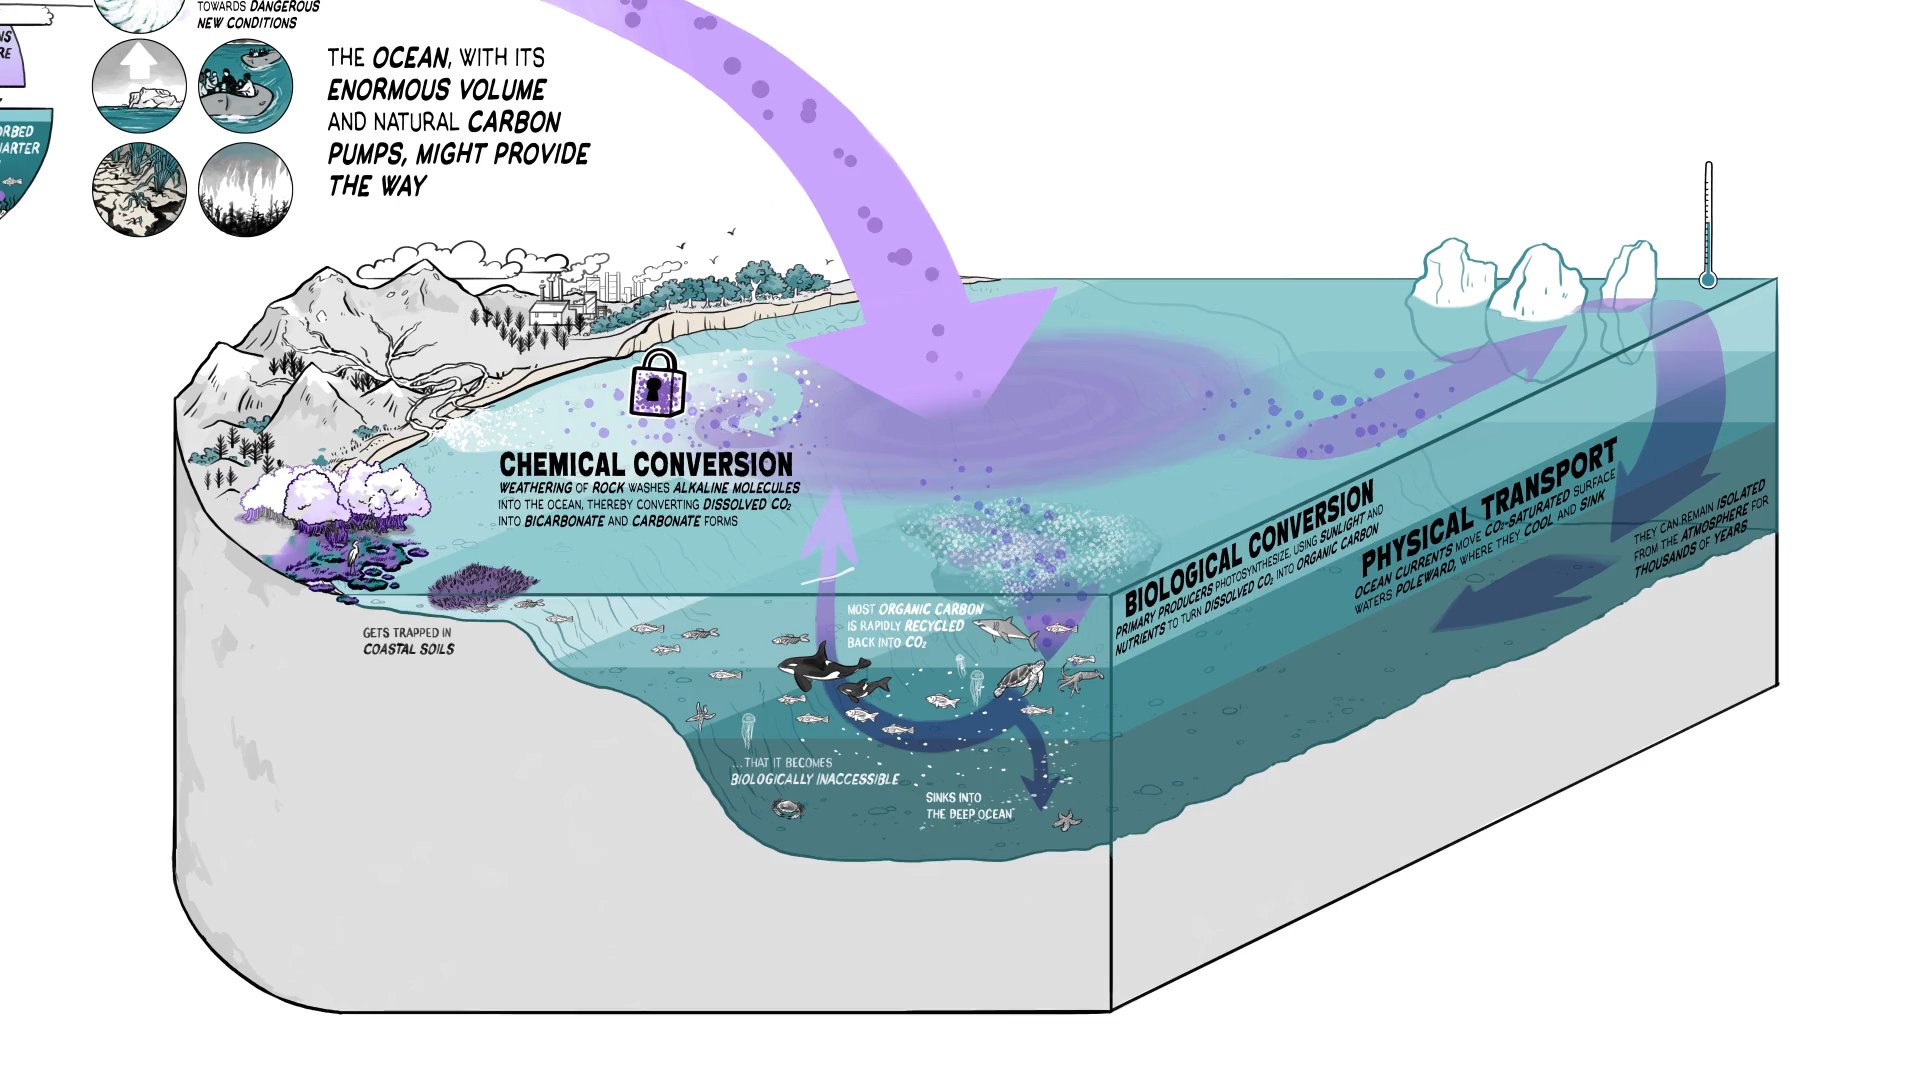 TOWARDS DANGEROUS
NEW CONDITIONS
THE OCEAN, WITH ITS
ENORMOUS VOLUME
AND NATURAL CARBON
PUMPS, MIGHT PROVIDE
THE WAY
CHEMICAL CONVERSION
WEATHERING OF ROCK WASHES ALKALINE MOLECULES
INTO THE OCEAN, THEREBY CONVERTING DISSOLVED CO₂
INTO BICARBONATE AND CARBONATE FORMS
BIOLOGICAL CONVERSION
PRIMARY PRODUCERS PHOTOSYNTHESIZE, USING SUNLIGHT AND
NUTRIENTS TO TURN DISSOLVED CO₂ INTO ORGANIC CARBON
PHYSICAL TRANSPORT
OCEAN CURRENTS MOVE CO₂-SATURATED SURFACE
WATERS POLEWARD, WHERE THEY COOL AND SINK
THEY CAN REMAIN ISOLATED
FROM THE ATMOSPHERE FOR
THOUSANDS OF YEARS
GETS TRAPPED IN
COASTAL SOILS
MOST ORGANIC CARBON
IS RAPIDLY RECYCLED
BACK INTO CO₂
...THAT IT BECOMES
BIOLOGICALLY INACCESSIBLE
SINKS INTO
THE DEEP OCEAN